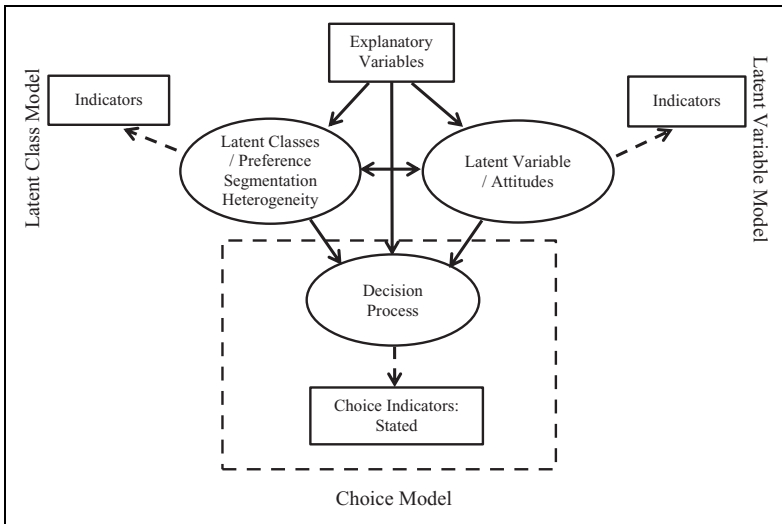 Explanatory
Variables
Indicators
Indicators
Latent Class Model
Latent Variable Model
Latent Classes
/ Preference
Segmentation
Heterogeneity
Latent Variable
/ Attitudes
Decision
Process
Choice Indicators:
Stated
Choice Model